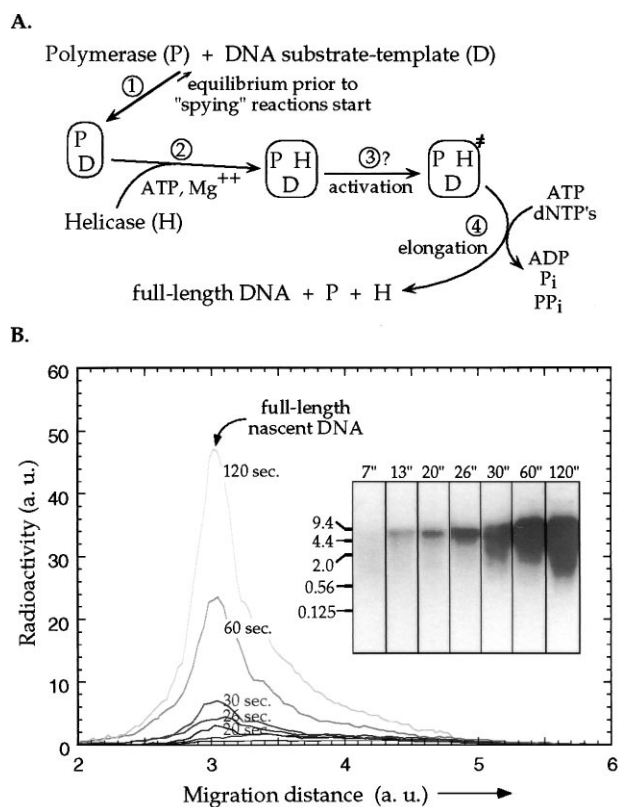 A.
Polymerase (P) + DNA substrate-template (D)
① equilibrium prior to
"spying" reactions start
P
D
②
ATP, Mg++
Helicase (H)
P H
D
③?
activation
P H ≠
D
④
elongation
ATP
dNTP's
ADP
Pi
PPi
full-length DNA + P + H
B.
60
50
40
30
20
10
0
Radioactivity (a. u.)
full-length
nascent DNA
120 sec.
60 sec.
30 sec.
26 sec.
20 sec.
7" 13" 20" 26" 30" 60" 120"
9.4
4.4
2.0
0.56
0.125
2 3 4 5 6
Migration distance (a. u.)